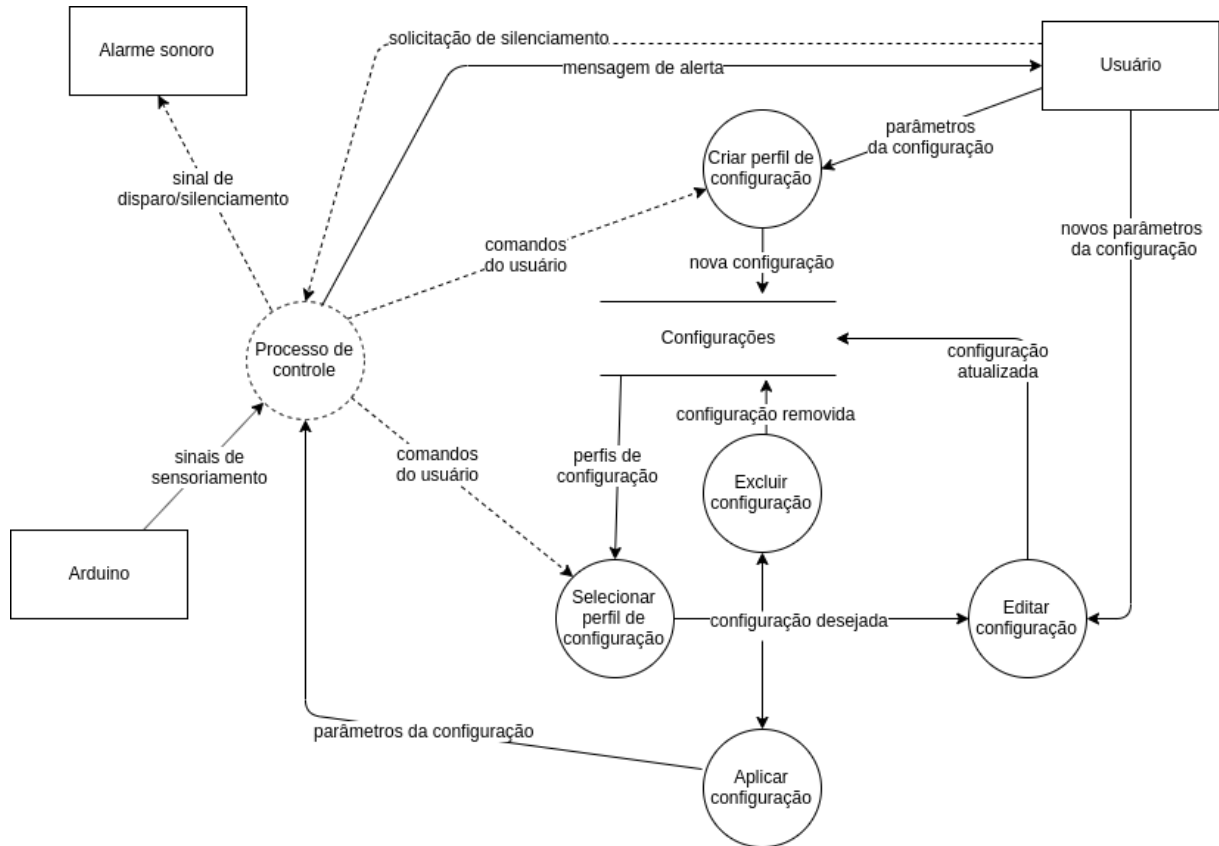 Alarme sonoro
solicitação de silenciamento
mensagem de alerta
Usuário
parâmetros
da configuração
Criar perfil de
configuração
sinal de
disparo/silenciamento
novos parâmetros
da configuração
comandos
do usuário
nova configuração
Processo de
controle
Configurações
configuração
atualizada
configuração removida
comandos
do usuário
perfis de
configuração
sinais de
sensoriamento
Excluir
configuração
Arduino
Selecionar
perfil de
configuração
configuração desejada
Editar
configuração
parâmetros da configuração
Aplicar
configuração